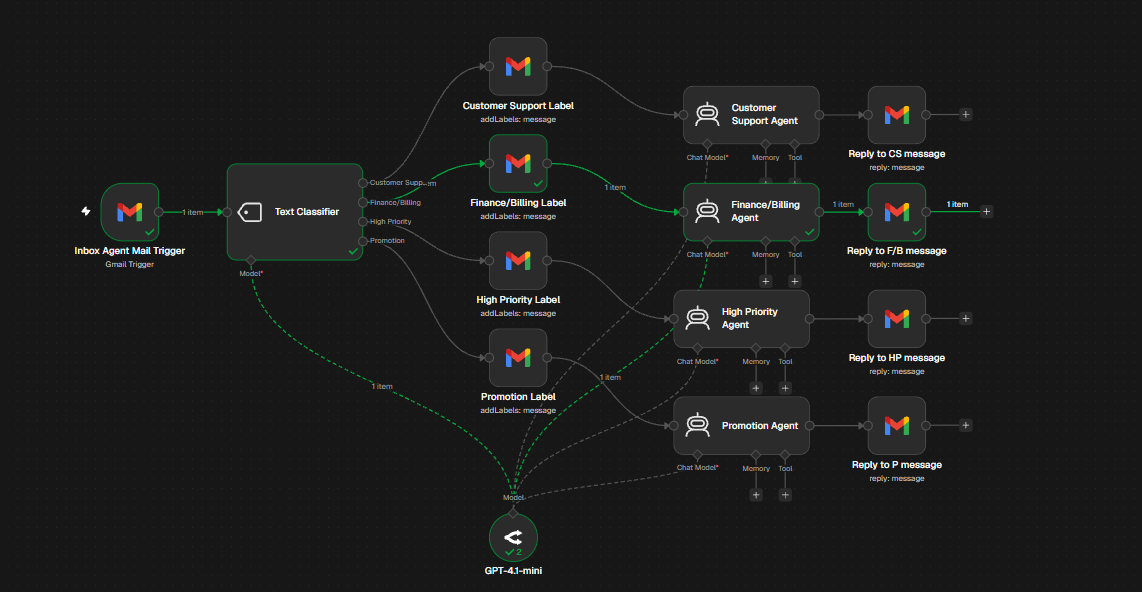 Inbox Agent Mail Trigger
Gmail Trigger
1 item
Text Classifier
Model*
Customer Supp
Finance/Billing
High Priority
Promotion
1 item
Customer Support Label
addLabels: message
Finance/Billing Label
addLabels: message
High Priority Label
addLabels: message
Promotion Label
addLabels: message
1 item
1 item
Customer
Support Agent
Chat Model*
Memory
Tool
Finance/Billing
Agent
Chat Model*
Memory
Tool
High Priority
Agent
Chat Model*
Memory
Tool
Promotion Agent
Chat Model*
Memory
Tool
1 item
1 item
Reply to CS message
reply: message
Reply to F/B message
reply: message
Reply to HP message
reply: message
Reply to P message
reply: message
Model
2
GPT-4.1-mini